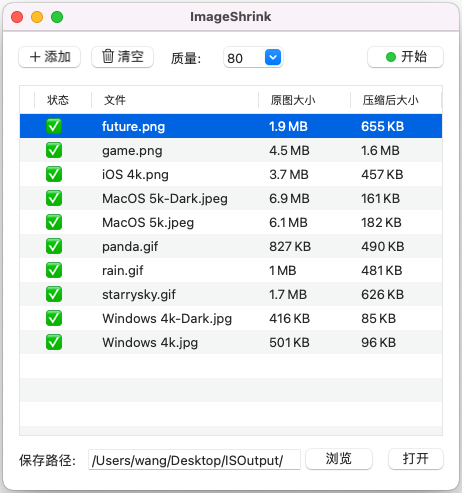 ImageShrink
添加 清空 质量: 80 开始
状态 文件 原图大小 压缩后大小
future.png 1.9 MB 655 KB
game.png 4.5 MB 1.6 MB
iOS 4k.png 3.7 MB 457 KB
MacOS 5k-Dark.jpeg 6.9 MB 161 KB
MacOS 5k.jpeg 6.1 MB 182 KB
panda.gif 827 KB 490 KB
rain.gif 1 MB 481 KB
starrysky.gif 1.7 MB 626 KB
Windows 4k-Dark.jpg 416 KB 85 KB
Windows 4k.jpg 501 KB 96 KB
保存路径: /Users/wang/Desktop/ISOutput/ 浏览 打开